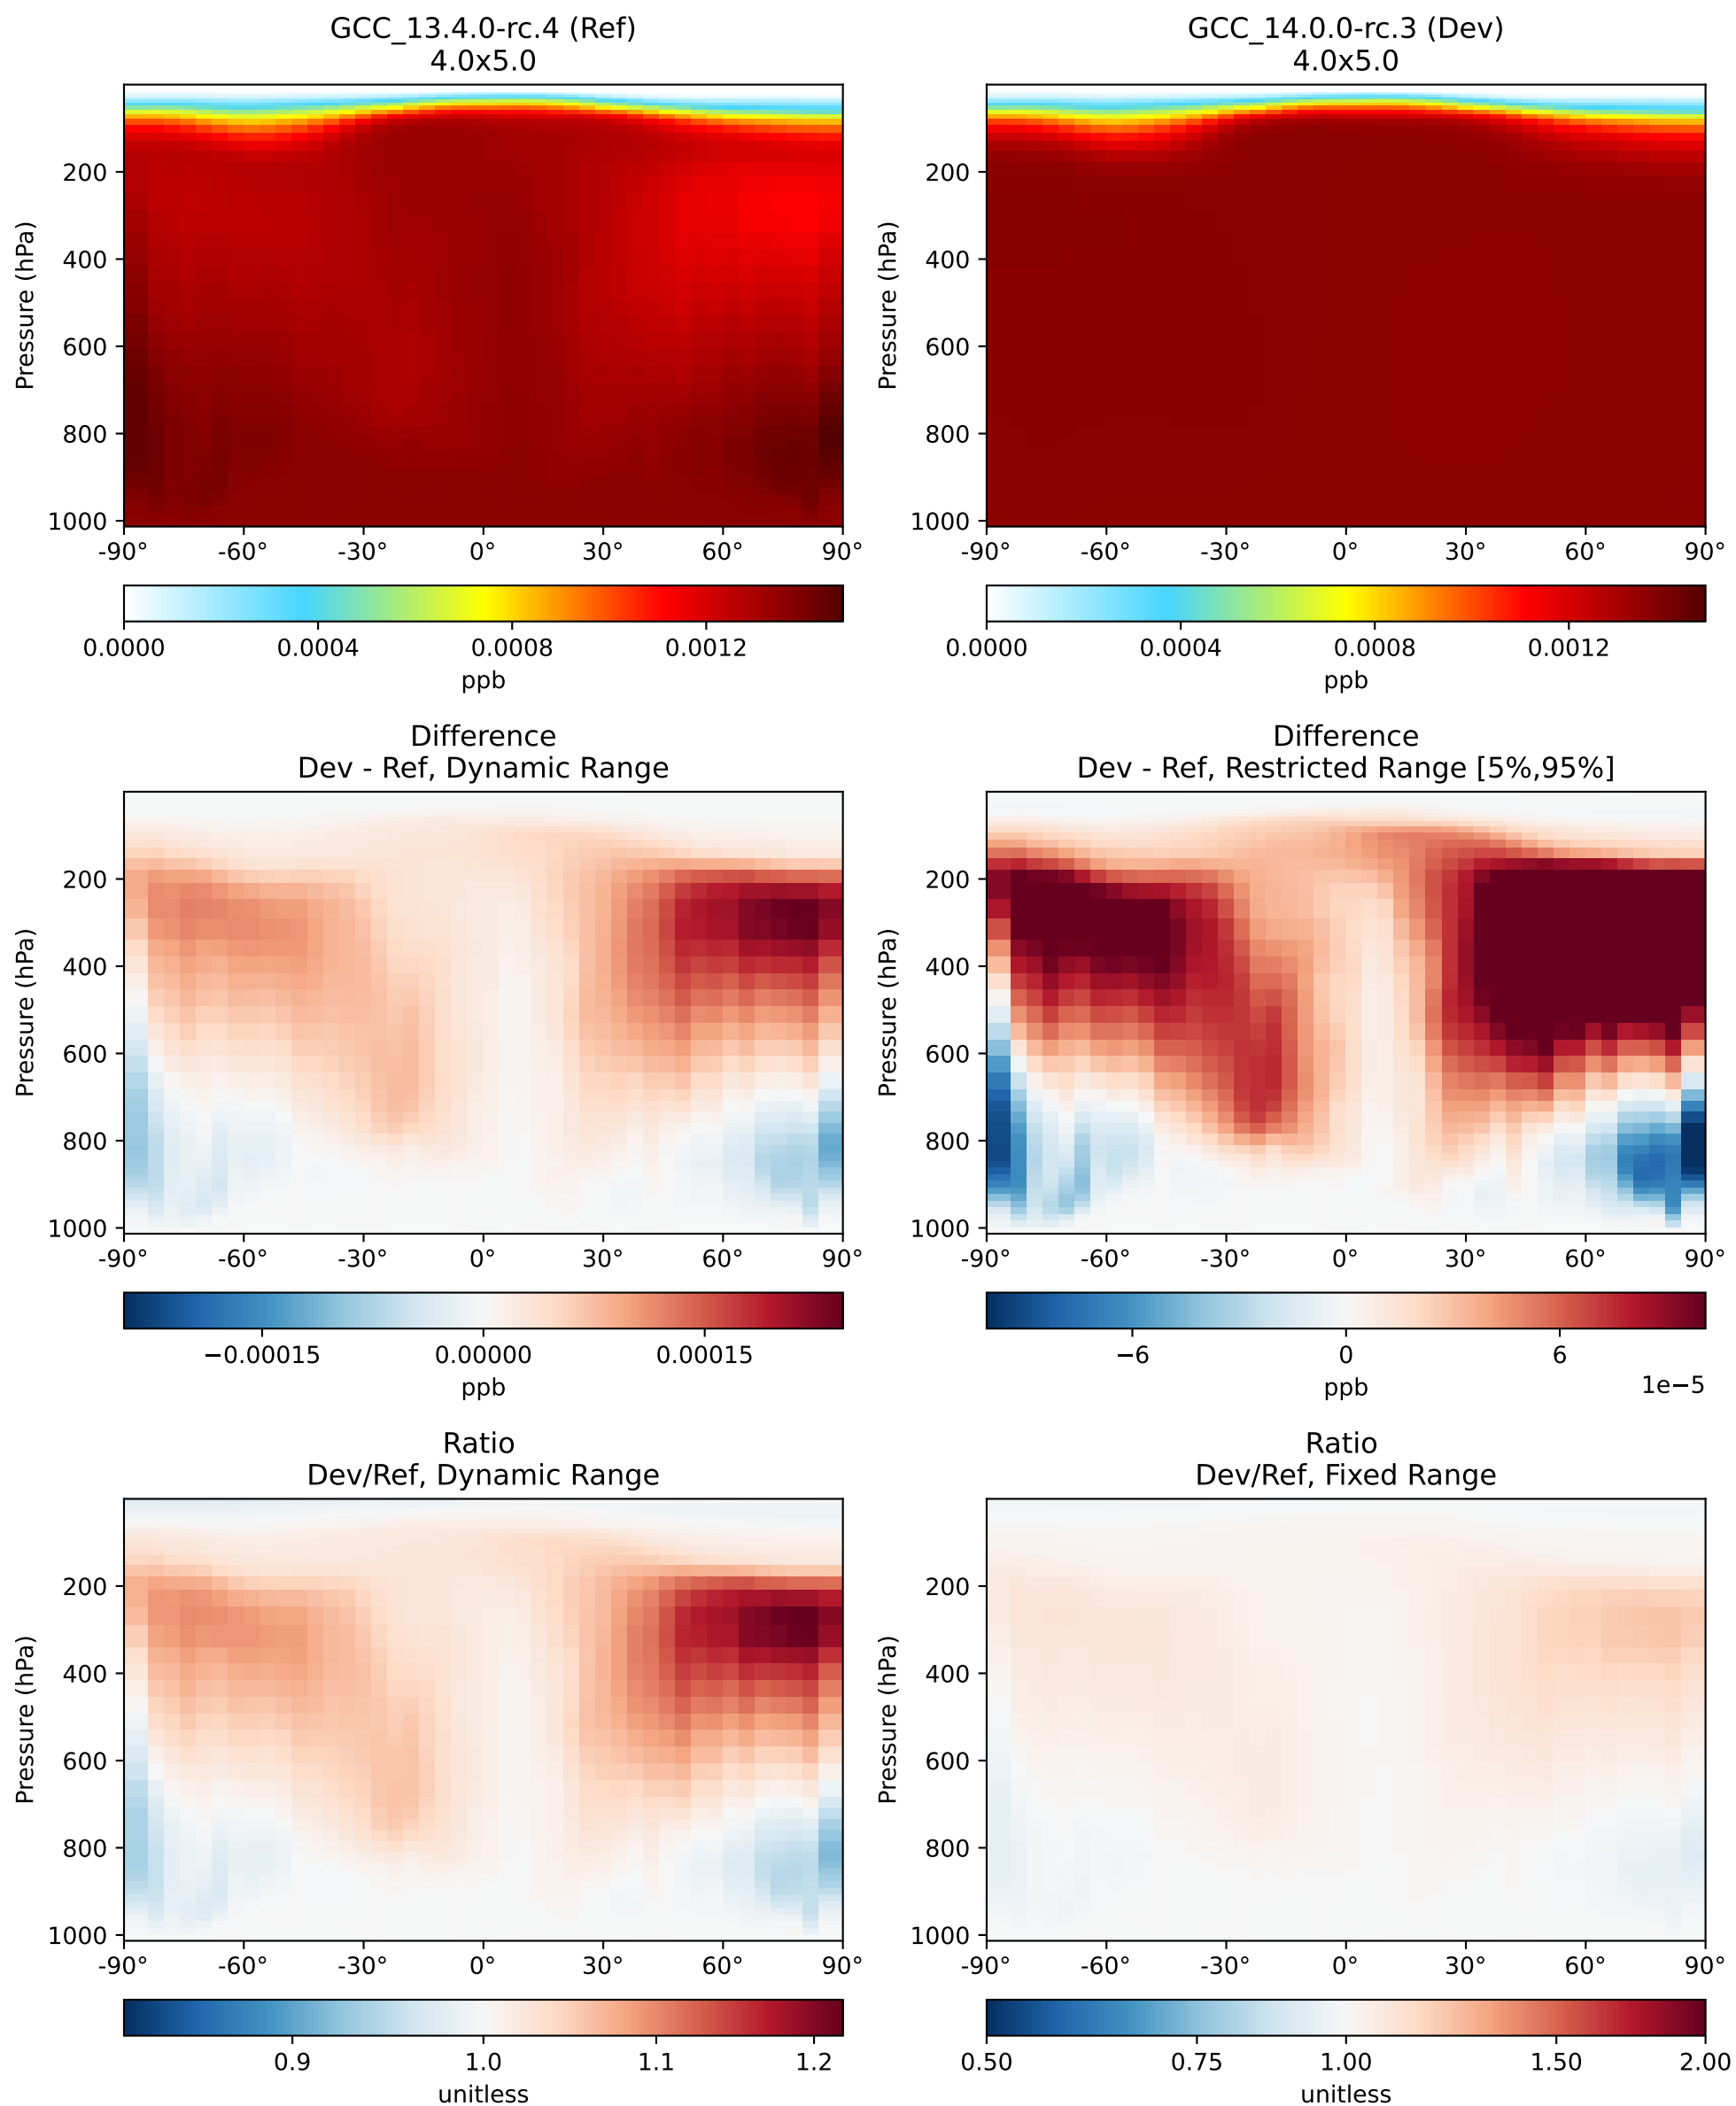 GCC_13.4.0-rc.4 (Ref)
4.0x5.0
Pressure (hPa)
200
400
600
800
1000
-90° -60° -30° 0° 30° 60° 90°
0.0000 0.0004 0.0008 0.0012
ppb
GCC_14.0.0-rc.3 (Dev)
4.0x5.0
Pressure (hPa)
200
400
600
800
1000
-90° -60° -30° 0° 30° 60° 90°
0.0000 0.0004 0.0008 0.0012
ppb
Difference
Dev - Ref, Dynamic Range
Pressure (hPa)
200
400
600
800
1000
-90° -60° -30° 0° 30° 60° 90°
−0.00015 0.00000 0.00015
ppb
Difference
Dev - Ref, Restricted Range [5%,95%]
Pressure (hPa)
200
400
600
800
1000
-90° -60° -30° 0° 30° 60° 90°
−6 0 6
1e−5
ppb
Ratio
Dev/Ref, Dynamic Range
Pressure (hPa)
200
400
600
800
1000
-90° -60° -30° 0° 30° 60° 90°
0.9 1.0 1.1 1.2
unitless
Ratio
Dev/Ref, Fixed Range
Pressure (hPa)
200
400
600
800
1000
-90° -60° -30° 0° 30° 60° 90°
0.50 0.75 1.00 1.50 2.00
unitless